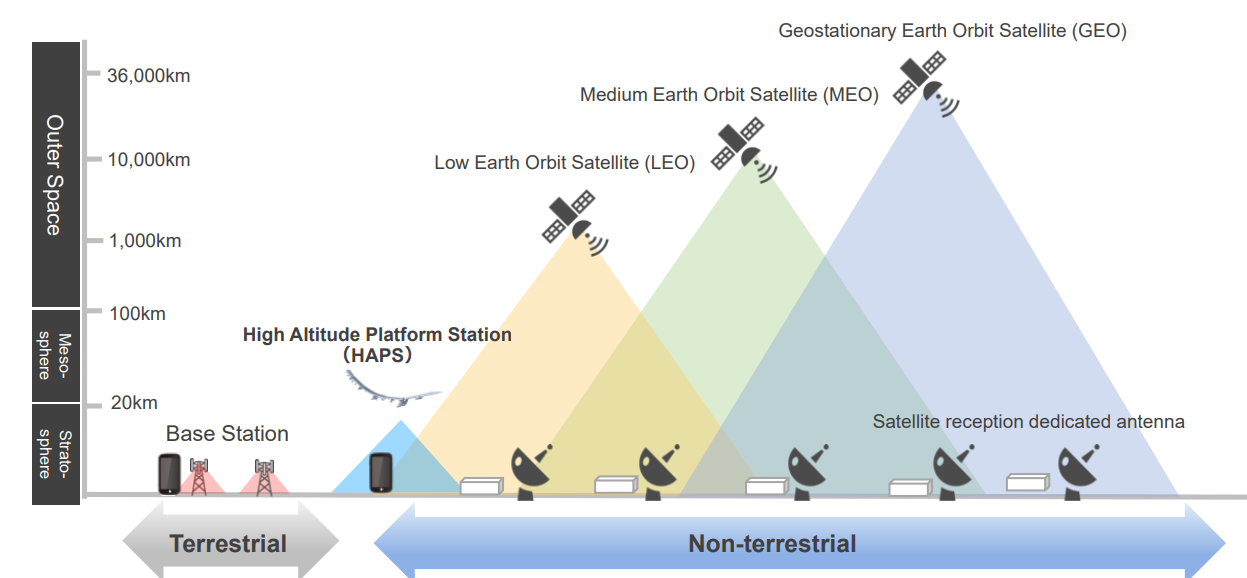 Geostationary Earth Orbit Satellite (GEO)
36,000km
Medium Earth Orbit Satellite (MEO)
Outer Space
10,000km
Low Earth Orbit Satellite (LEO)
1,000km
100km
High Altitude Platform Station
（HAPS）
Meso-
sphere
20km
Satellite reception dedicated antenna
Base Station
Strato-
sphere
Terrestrial
Non-terrestrial